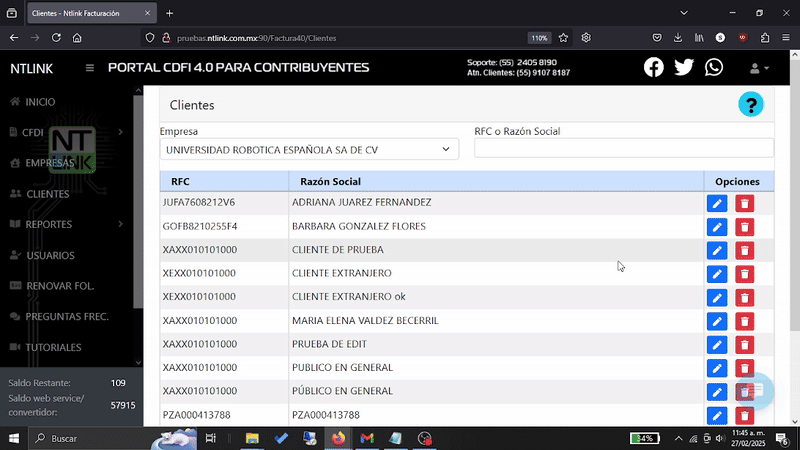 Clientes - Ntlink Facturación
pruebas.ntlink.com.mx:90/Factura40/Clientes
110%
NTLINK
PORTAL CDFI 4.0 PARA CONTRIBUYENTES
Soporte: (55) 2405 8190
Atn. Clientes: (55) 9107 8187
INICIO
CFDI
EMPRESAS
CLIENTES
REPORTES
USUARIOS
RENOVAR FOL.
PREGUNTAS FREC.
TUTORIALES
NT
LINK
Saldo Restante: 109
Saldo web service/
convertidor: 57915
Clientes
?
Empresa
RFC o Razón Social
UNIVERSIDAD ROBOTICA ESPAÑOLA SA DE CV
RFC Razón Social Opciones
JUFA7608212V6 ADRIANA JUAREZ FERNANDEZ
GOFB8210255F4 BARBARA GONZALEZ FLORES
XAXX010101000 CLIENTE DE PRUEBA
XEXX010101000 CLIENTE EXTRANJERO
XEXX010101000 CLIENTE EXTRANJERO ok
XAXX010101000 MARIA ELENA VALDEZ BECERRIL
XAXX010101000 PRUEBA DE EDIT
XAXX010101000 PUBLICO EN GENERAL
XAXX010101000 PÚBLICO EN GENERAL
PZA000413788 PZA000413788
Buscar
34%
11:45 a. m.
27/02/2025
6